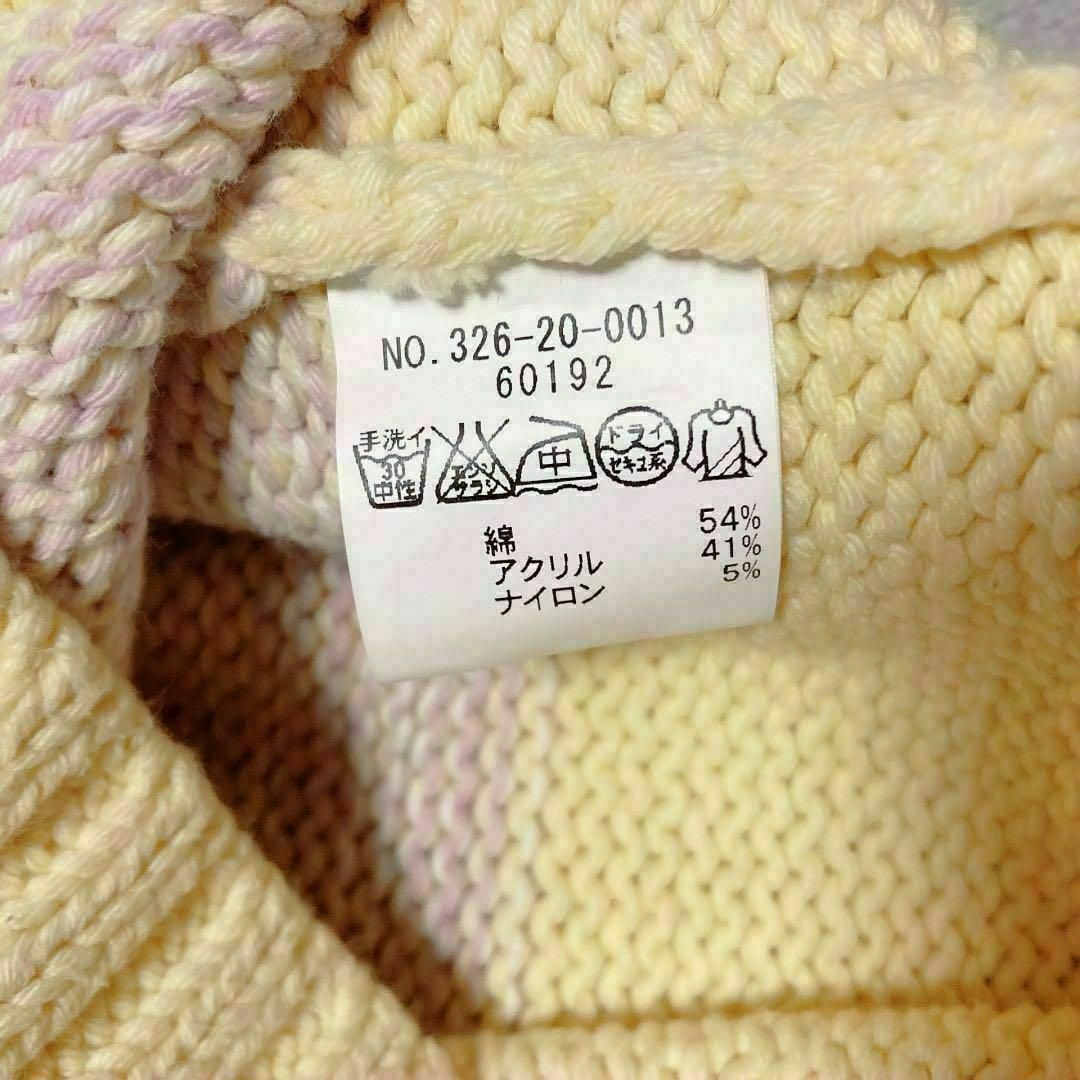 NO.326-20-0013
60192
手洗イ
30
中性
エンソ
サラシ
中
ドライ
セキユ系
綿 54%
アクリル 41%
ナイロン 5%